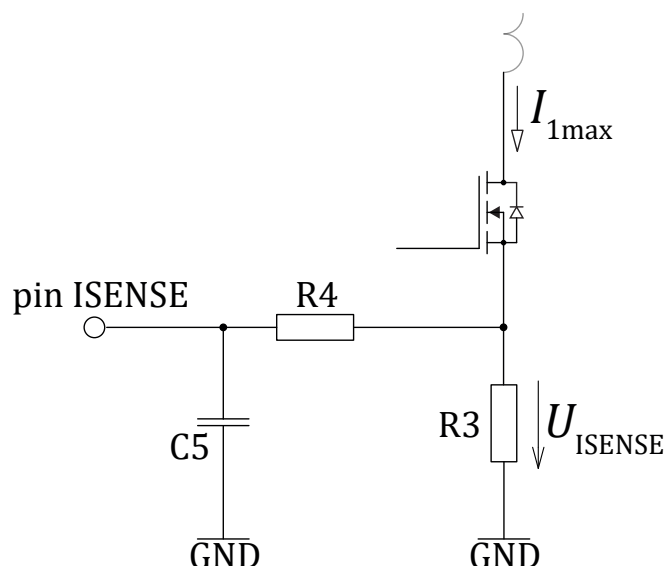 I1max
pin ISENSE
R4
C5
R3
UISENSE
GND
GND